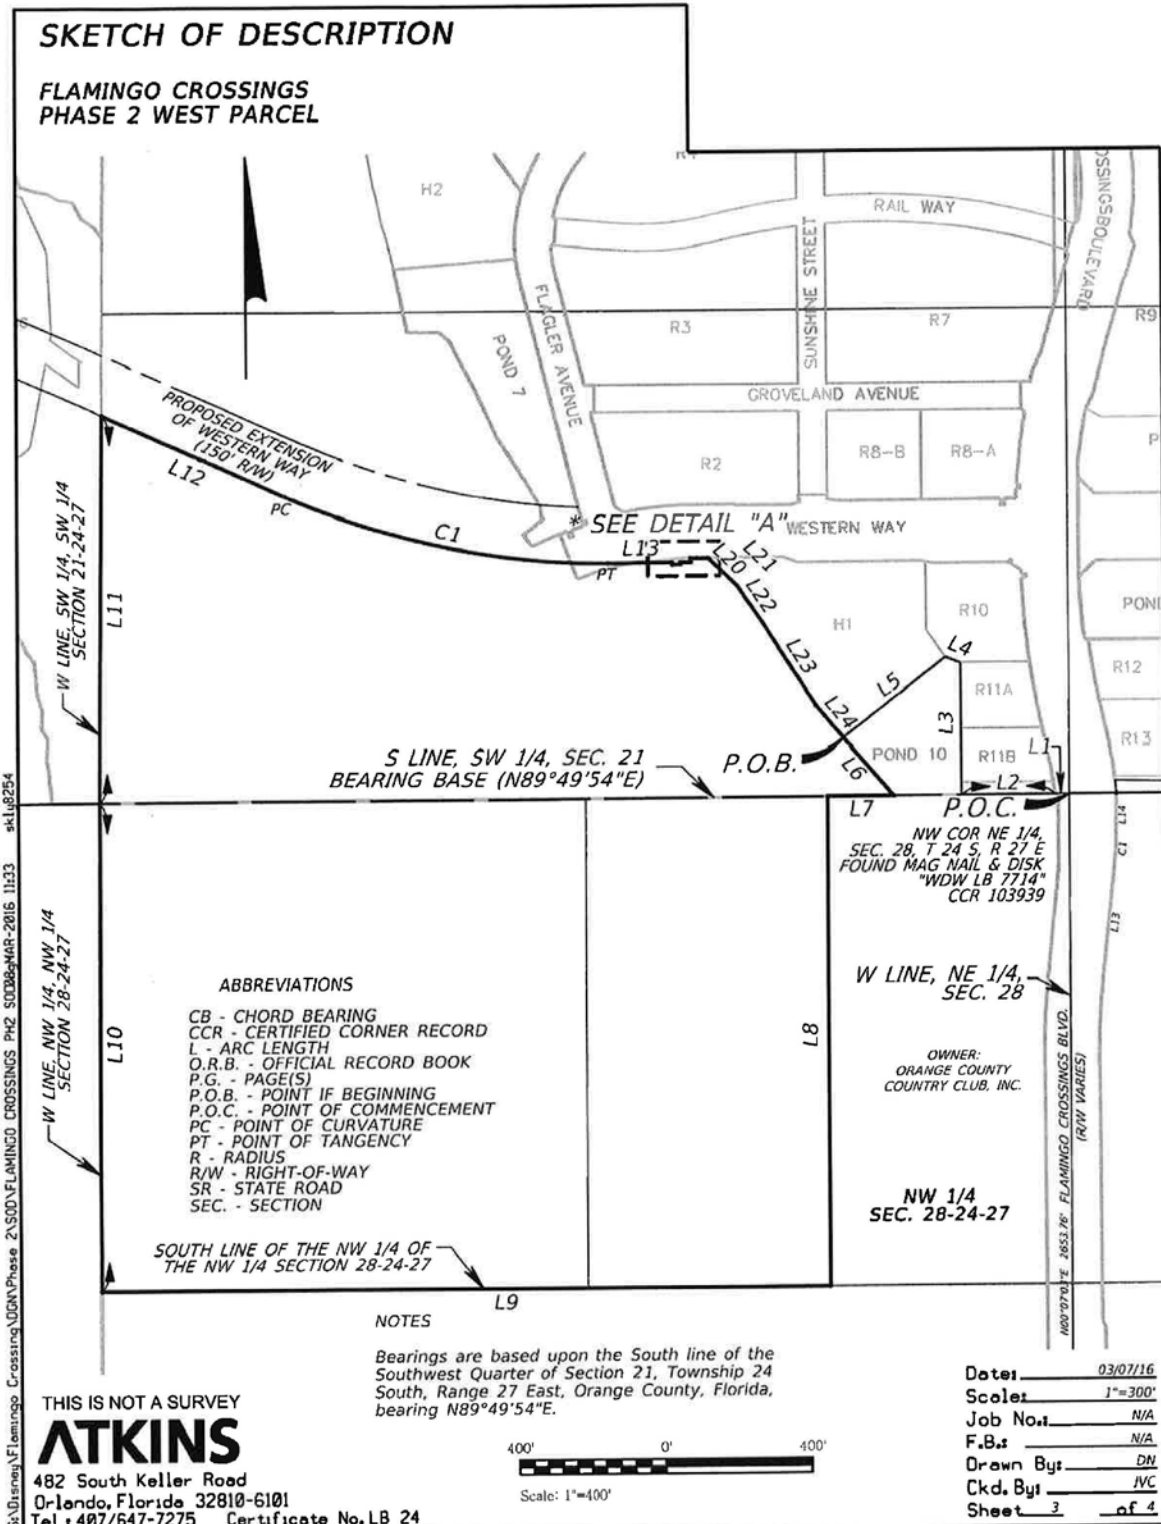 SKETCH OF DESCRIPTION
FLAMINGO CROSSINGS
PHASE 2 WEST PARCEL
H2
RAIL WAY
SUNSHINE STREET
FLAGLER AVENUE
POND 7
R3
R7
R9
GROVELAND AVENUE
PROPOSED EXTENSION
OF WESTERN WAY
(150' R/W)
L12
PC
C1
R2
R8-B
R8-A
* SEE DETAIL "A"
WESTERN WAY
L13
PT
L20
L21
L22
L23
L24
H1
R10
L4
L5
L3
R11A
R11B
R12
R13
L1
L2
W LINE, SW 1/4, SW 1/4
SECTION 21-24-27
L11
S LINE, SW 1/4, SEC. 21
BEARING BASE (N89°49'54"E)
P.O.B.
POND 10
L6
L7
P.O.C.
NW COR NE 1/4,
SEC. 28, T 24 S, R 27 E
FOUND MAG NAIL & DISK
"WDW LB 7714"
CCR 103939
L14
C1
L13
W LINE, NW 1/4, NW 1/4
SECTION 28-24-27
L10
L8
W LINE, NE 1/4,
SEC. 28
OWNER:
ORANGE COUNTY
COUNTRY CLUB, INC.
N00°07'03"E 2653.76' FLAMINGO CROSSINGS BLVD.
(R/W VARIES)
ABBREVIATIONS
CB - CHORD BEARING
CCR - CERTIFIED CORNER RECORD
L - ARC LENGTH
O.R.B. - OFFICIAL RECORD BOOK
P.G. - PAGE(S)
P.O.B. - POINT IF BEGINNING
P.O.C. - POINT OF COMMENCEMENT
PC - POINT OF CURVATURE
PT - POINT OF TANGENCY
R - RADIUS
R/W - RIGHT-OF-WAY
SR - STATE ROAD
SEC. - SECTION
NW 1/4
SEC. 28-24-27
SOUTH LINE OF THE NW 1/4 OF
THE NW 1/4 SECTION 28-24-27
L9
NOTES
Bearings are based upon the South line of the
Southwest Quarter of Section 21, Township 24
South, Range 27 East, Orange County, Florida,
bearing N89°49'54"E.
400' 0' 400'
Scale: 1"=400'
THIS IS NOT A SURVEY
ATKINS
482 South Keller Road
Orlando, Florida 32810-6101
Tel: 407/647-7275 Certificate No. LB 24
Date: 03/07/16
Scale: 1"=300'
Job No.: N/A
F.B.: N/A
Drawn By: DN
Ckd. By: JVC
Sheet 3 of 4